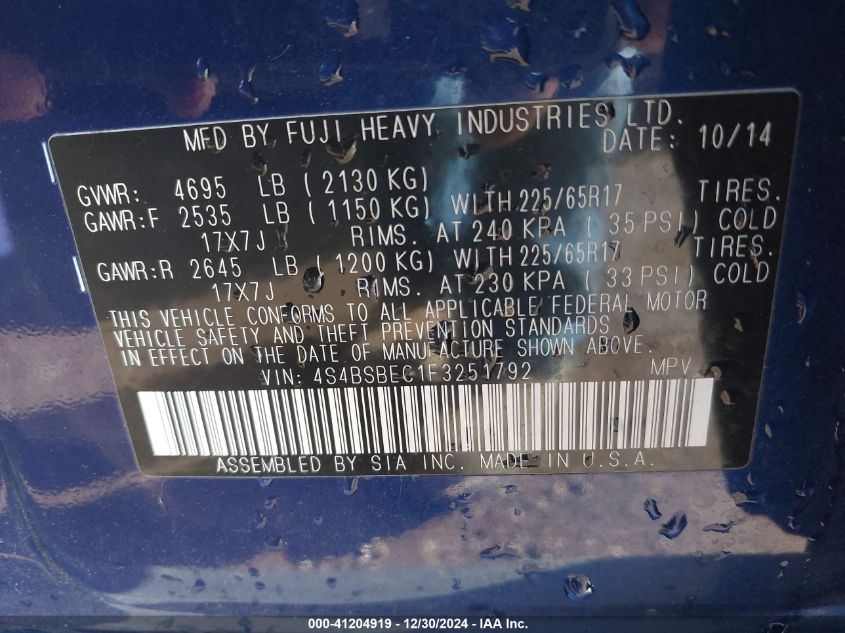 MFD BY FUJI HEAVY INDUSTRIES LTD.
DATE: 10/14
GVWR: 4695 LB (2130 KG)
GAWR:F 2535 LB (1150 KG) WITH 225/65R17 TIRES.
17X7J RIMS. AT 240 KPA (35 PSI) COLD
GAWR:R 2645 LB (1200 KG) WITH 225/65R17 TIRES.
17X7J RIMS. AT 230 KPA (33 PSI) COLD
THIS VEHICLE CONFORMS TO ALL APPLICABLE FEDERAL MOTOR
VEHICLE SAFETY AND THEFT PREVENTION STANDARDS
IN EFFECT ON THE DATE OF MANUFACTURE SHOWN ABOVE.
VIN: 4S4BSBEC1F3251792 MPV
ASSEMBLED BY SIA INC. MADE IN U.S.A.
000-41204919 - 12/30/2024 - Copyright © IAA, LLC.